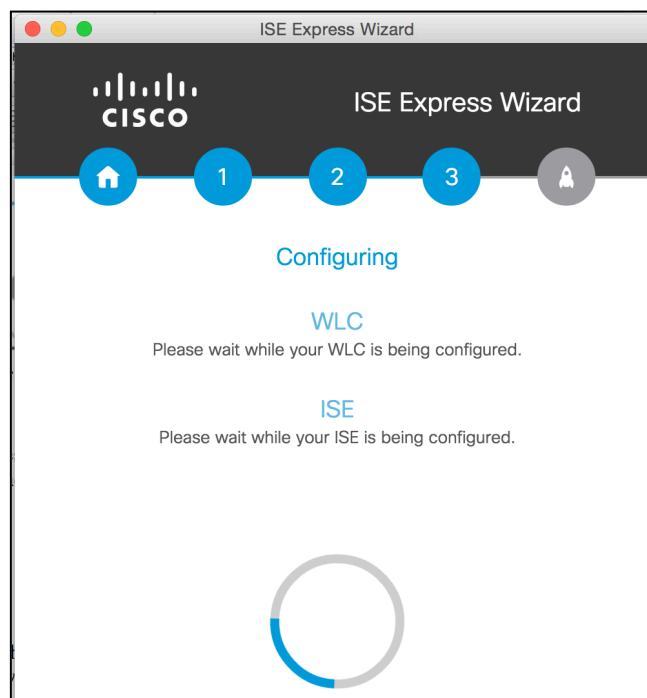 ISE Express Wizard
CISCO
ISE Express Wizard
1
2
3
Configuring
WLC
Please wait while your WLC is being configured.
ISE
Please wait while your ISE is being configured.